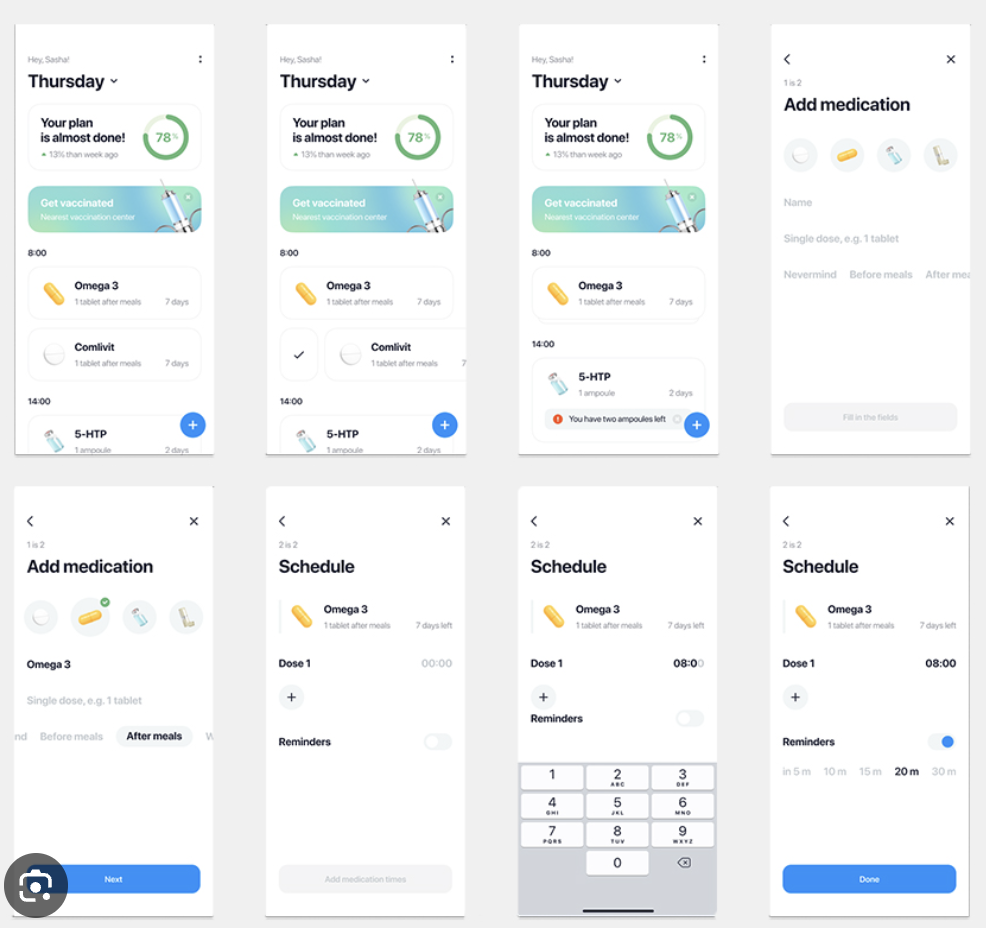 Hey, Sasha!
Thursday
Your plan
is almost done!
13% than week ago
78%
Get vaccinated
Nearest vaccination center
8:00
Omega 3
1 tablet after meals 7 days
Comlivit
1 tablet after meals 7 days
14:00
5-HTP
1 ampoule 2 days
Hey, Sasha!
Thursday
Your plan
is almost done!
13% than week ago
78%
Get vaccinated
Nearest vaccination center
8:00
Omega 3
1 tablet after meals 7 days
Comlivit
1 tablet after meals 7
14:00
5-HTP
1 ampoule 2 days
Hey, Sasha!
Thursday
Your plan
is almost done!
13% than week ago
78%
Get vaccinated
Nearest vaccination center
8:00
Omega 3
1 tablet after meals 7 days
14:00
5-HTP
1 ampoule 2 days
You have two ampoules left
1 is 2
Add medication
Name
Single dose, e.g. 1 tablet
Nevermind Before meals After mea
Fill in the fields
1 is 2
Add medication
Omega 3
Single dose, e.g. 1 tablet
nd Before meals After meals W
Next
2 is 2
Schedule
Omega 3
1 tablet after meals 7 days left
Dose 1 00:00
Reminders
Add medication times
2 is 2
Schedule
Omega 3
1 tablet after meals 7 days left
Dose 1 08:00
Reminders
1 2 3
ABC DEF
4 5 6
GHI JKL MNO
7 8 9
PQRS TUV WXYZ
0
2 is 2
Schedule
Omega 3
1 tablet after meals 7 days left
Dose 1 08:00
Reminders
in 5 m 10 m 15 m 20 m 30 m
Done